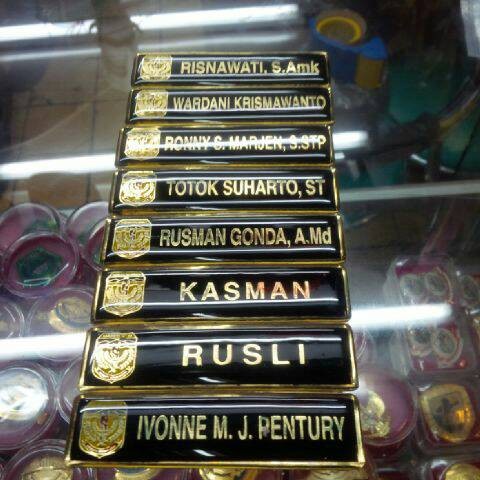 RISNAWATI, S.Amk
WARDANI KRISMAWANTO
RONNY S. MARJEN, S.STP
TOTOK SUHARTO, ST
RUSMAN GONDA, A.Md
KASMAN
RUSLI
IVONNE M. J. PENTURY